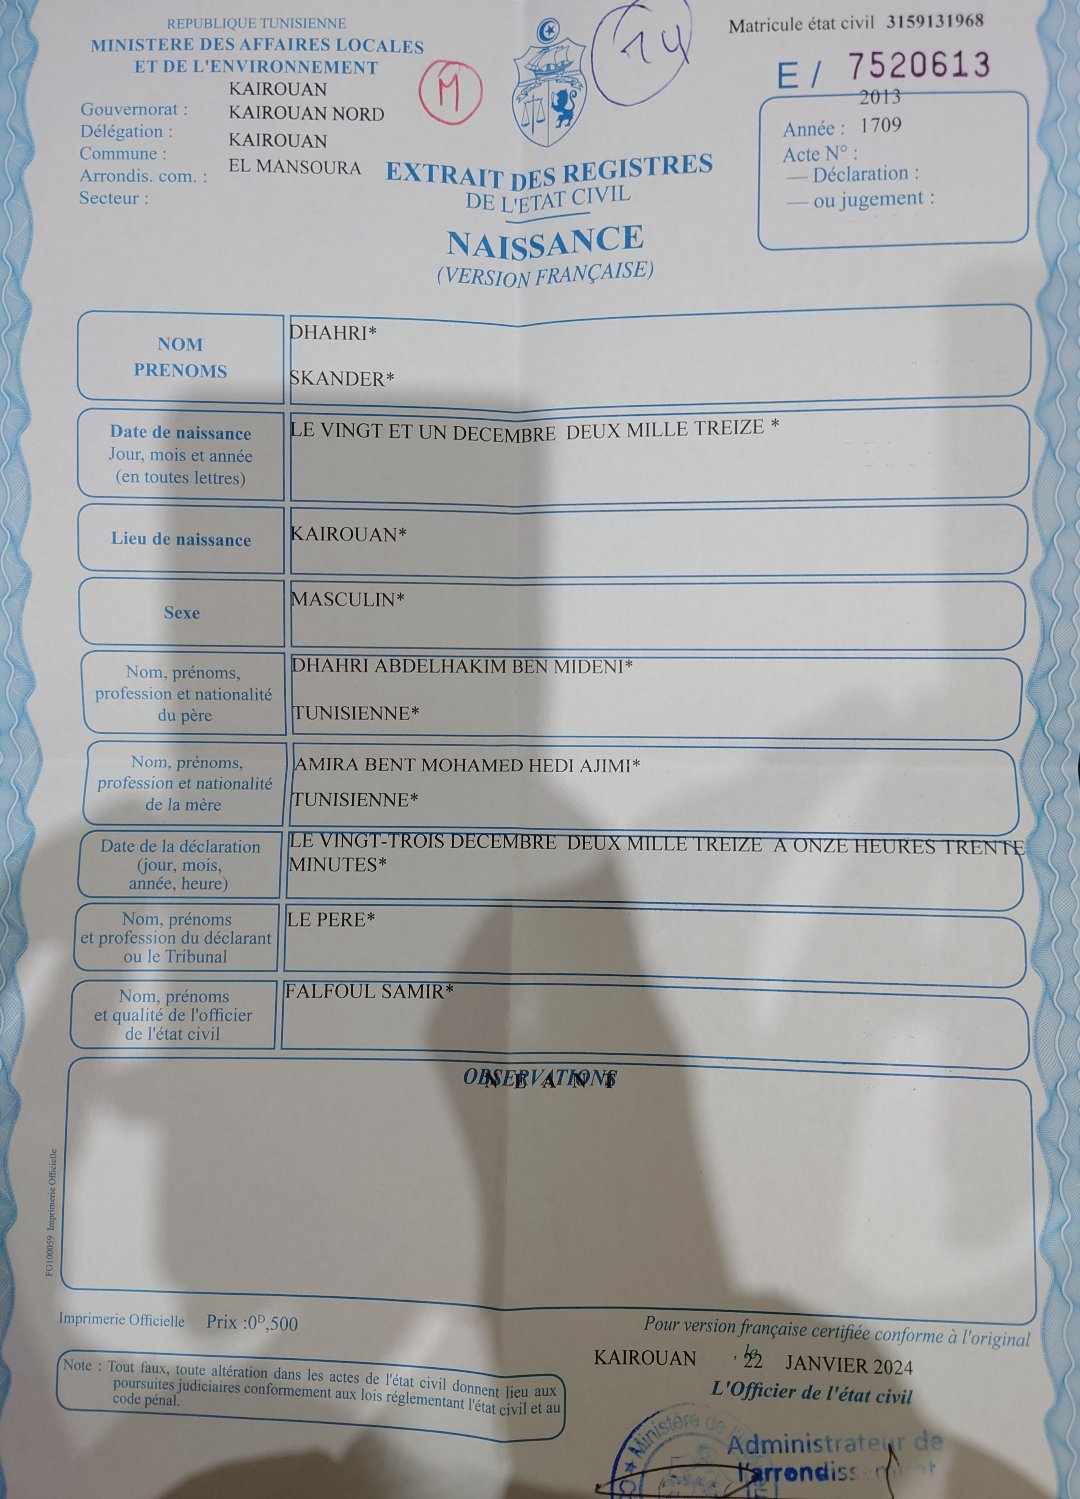 REPUBLIQUE TUNISIENNE
MINISTERE DES AFFAIRES LOCALES
ET DE L'ENVIRONNEMENT
Gouvernorat : KAIROUAN
Délégation : KAIROUAN NORD
Commune : KAIROUAN
Arrondis. com. : EL MANSOURA
Secteur :
M
14
Matricule état civil 3159131968
E / 7520613
2013
Année : 1709
Acte N° :
— Déclaration :
— ou jugement :
EXTRAIT DES REGISTRES
DE L'ETAT CIVIL
NAISSANCE
(VERSION FRANÇAISE)
NOM DHAHRI*
PRENOMS SKANDER*
Date de naissance LE VINGT ET UN DECEMBRE DEUX MILLE TREIZE *
Jour, mois et année
(en toutes lettres)
Lieu de naissance KAIROUAN*
Sexe MASCULIN*
Nom, prénoms, DHAHRI ABDELHAKIM BEN MIDENI*
profession et nationalité
du père TUNISIENNE*
Nom, prénoms, AMIRA BENT MOHAMED HEDI AJIMI*
profession et nationalité
de la mère TUNISIENNE*
Date de la déclaration LE VINGT-TROIS DECEMBRE DEUX MILLE TREIZE A ONZE HEURES TRENTE
(jour, mois, MINUTES*
année, heure)
Nom, prénoms LE PERE*
et profession du déclarant
ou le Tribunal
Nom, prénoms FALFOUL SAMIR*
et qualité de l'officier
de l'état civil
OBSERVATIONS
N E A N T
FG100059 Imprimerie Officielle
Imprimerie Officielle Prix :0ᴰ,500
Note : Tout faux, toute altération dans les actes de l'état civil donnent lieu aux
poursuites judiciaires conformement aux lois réglementant l'état civil et au
code pénal.
Pour version française certifiée conforme à l'original
KAIROUAN , le 22 JANVIER 2024
L'Officier de l'état civil
Ministère de
Administrateur de
l'arrondissement